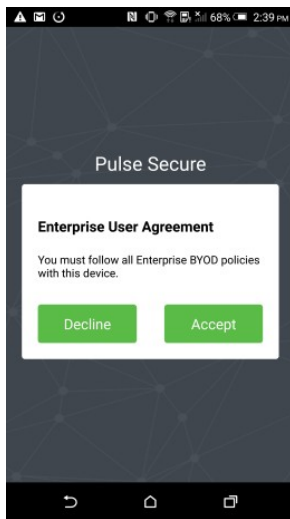 68% 2:39 PM
Pulse Secure
Enterprise User Agreement
You must follow all Enterprise BYOD policies
with this device.
Decline Accept